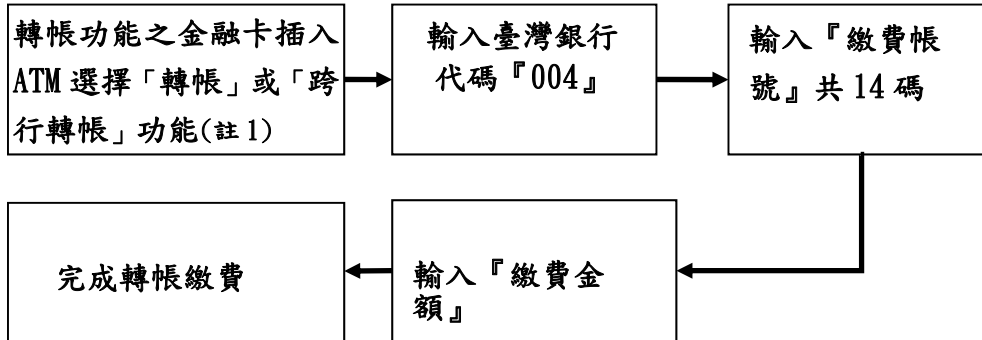 轉帳功能之金融卡插入
ATM 選擇「轉帳」或「跨
行轉帳」功能(註 1)
輸入臺灣銀行
代碼『004』
輸入『繳費帳
號』共 14 碼
輸入『繳費金
額』
完成轉帳繳費